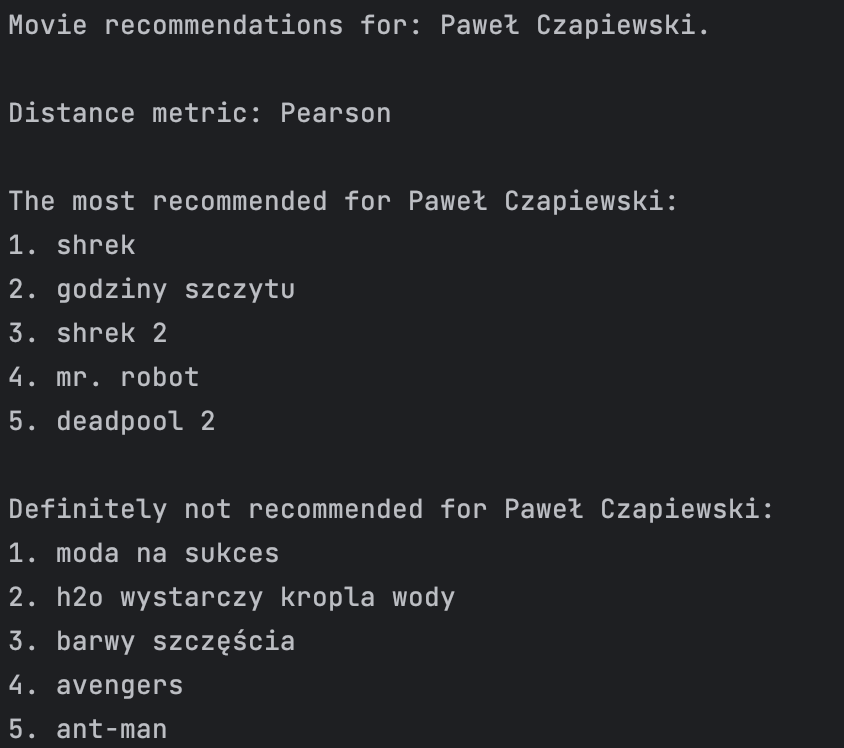 Movie recommendations for: Paweł Czapiewski.
Distance metric: Pearson
The most recommended for Paweł Czapiewski:
1. shrek
2. godziny szczytu
3. shrek 2
4. mr. robot
5. deadpool 2
Definitely not recommended for Paweł Czapiewski:
1. moda na sukces
2. h2o wystarczy kropla wody
3. barwy szczęścia
4. avengers
5. ant-man